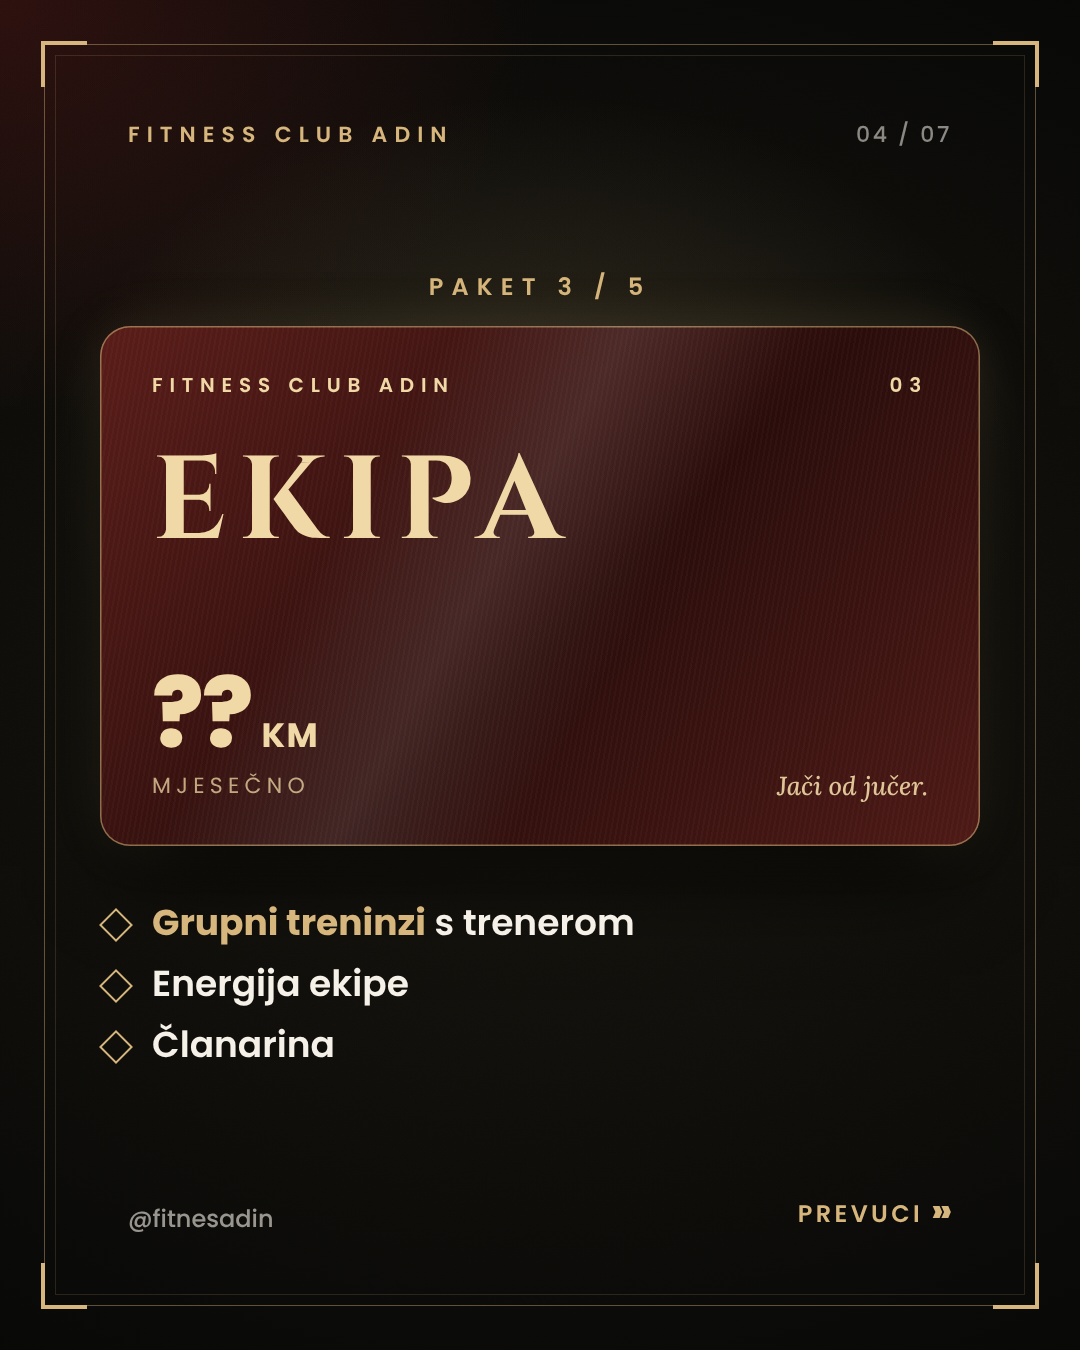 FITNESS CLUB ADIN
04 / 07
PAKET 3 / 5
FITNESS CLUB ADIN
03
EKIPA
?? KM
MJESEČNO
Jači od jučer.
Grupni treninzi s trenerom
Energija ekipe
Članarina
@fitnesadin
PREVUCI »